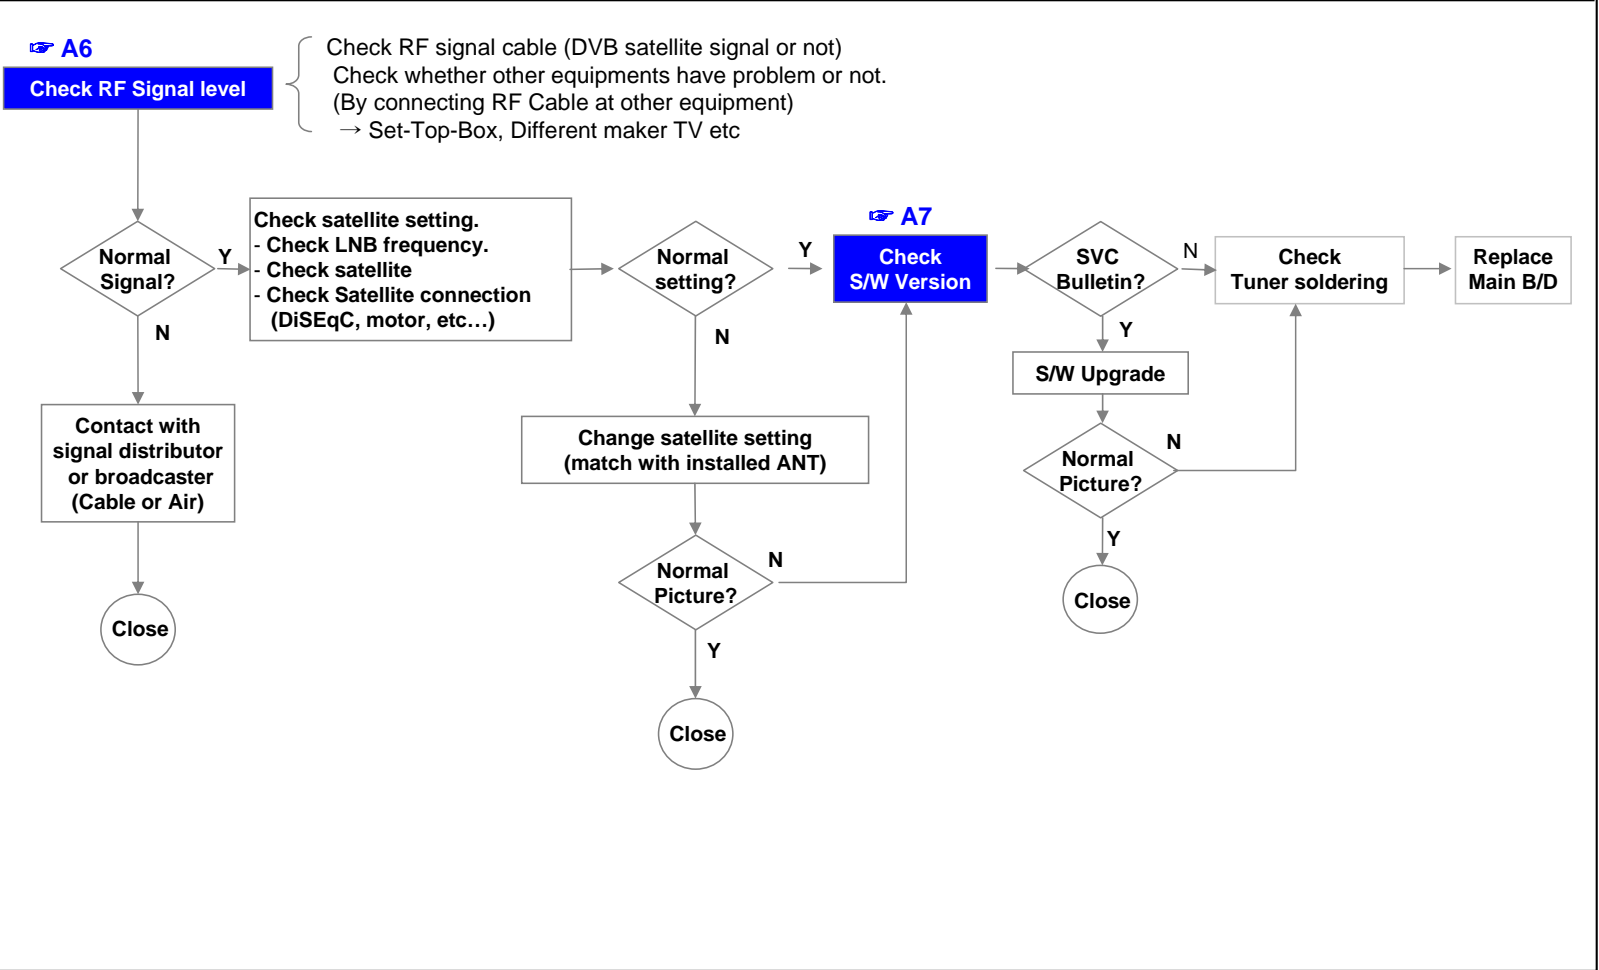 ☞ A6
Check RF Signal level
Check RF signal cable (DVB satellite signal or not)
Check whether other equipments have problem or not.
(By connecting RF Cable at other equipment)
→ Set-Top-Box, Different maker TV etc
Normal
Signal?
Y
N
Check satellite setting.
- Check LNB frequency.
- Check satellite
- Check Satellite connection
(DiSEqC, motor, etc…)
Normal
setting?
Y
N
☞ A7
Check
S/W Version
SVC
Bulletin?
N
Y
Check
Tuner soldering
Replace
Main B/D
S/W Upgrade
Contact with
signal distributor
or broadcaster
(Cable or Air)
Change satellite setting
(match with installed ANT)
Normal
Picture?
N
Y
Close
Normal
Picture?
N
Y
Close
Close